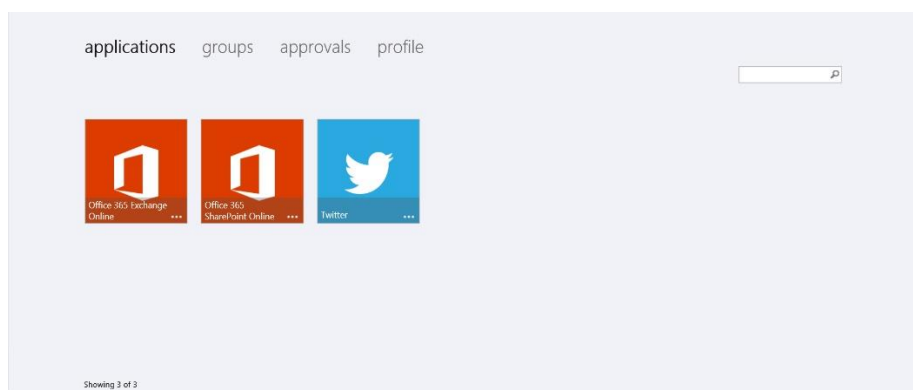 applications groups approvals profile
Office 365 Exchange
Online ...
Office 365
SharePoint Online ...
Twitter ...
Showing 3 of 3